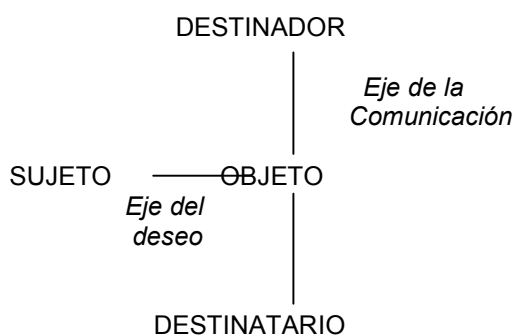 DESTINADOR
Eje de la
Comunicación
SUJETO OBJETO
Eje del
deseo
DESTINATARIO